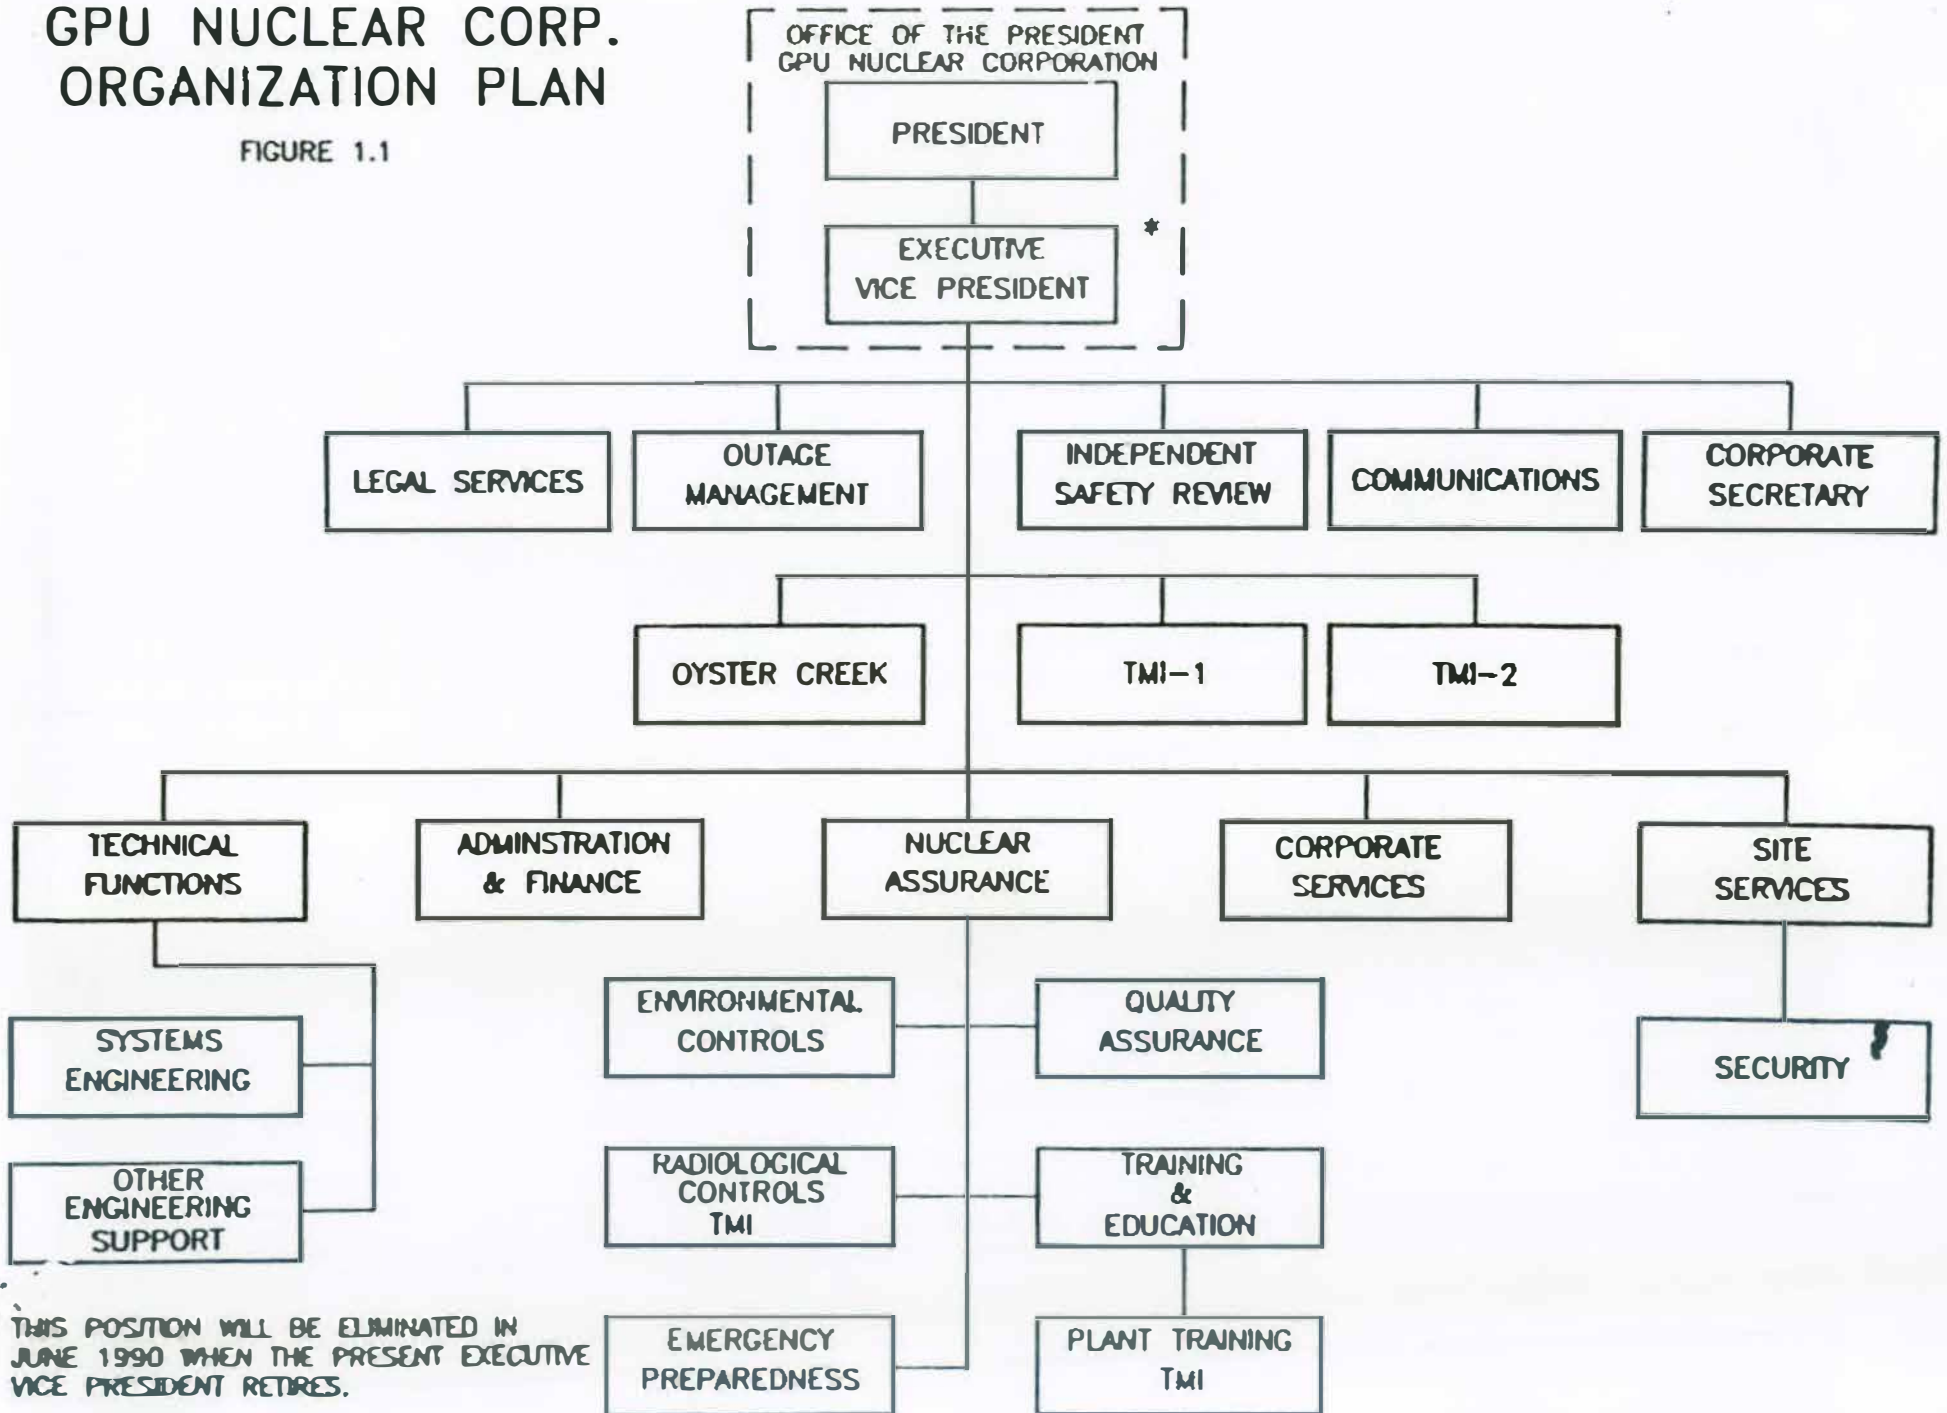 GPU NUCLEAR CORP.
ORGANIZATION PLAN
FIGURE 1.1
OFFICE OF THE PRESIDENT
GPU NUCLEAR CORPORATION
PRESIDENT
*
EXECUTIVE
VICE PRESIDENT
LEGAL SERVICES
OUTAGE
MANAGEMENT
INDEPENDENT
SAFETY REVIEW
COMMUNICATIONS
CORPORATE
SECRETARY
OYSTER CREEK
TMI-1
TMI-2
TECHNICAL
FUNCTIONS
ADMINSTRATION
& FINANCE
NUCLEAR
ASSURANCE
CORPORATE
SERVICES
SITE
SERVICES
SYSTEMS
ENGINEERING
ENVIRONMENTAL
CONTROLS
QUALITY
ASSURANCE
SECURITY
OTHER
ENGINEERING
SUPPORT
RADIOLOGICAL
CONTROLS
TMI
TRAINING
&
EDUCATION
EMERGENCY
PREPAREDNESS
PLANT TRAINING
TMI
THIS POSITION WILL BE ELIMINATED IN
JUNE 1990 WHEN THE PRESENT EXECUTIVE
VICE PRESIDENT RETIRES.